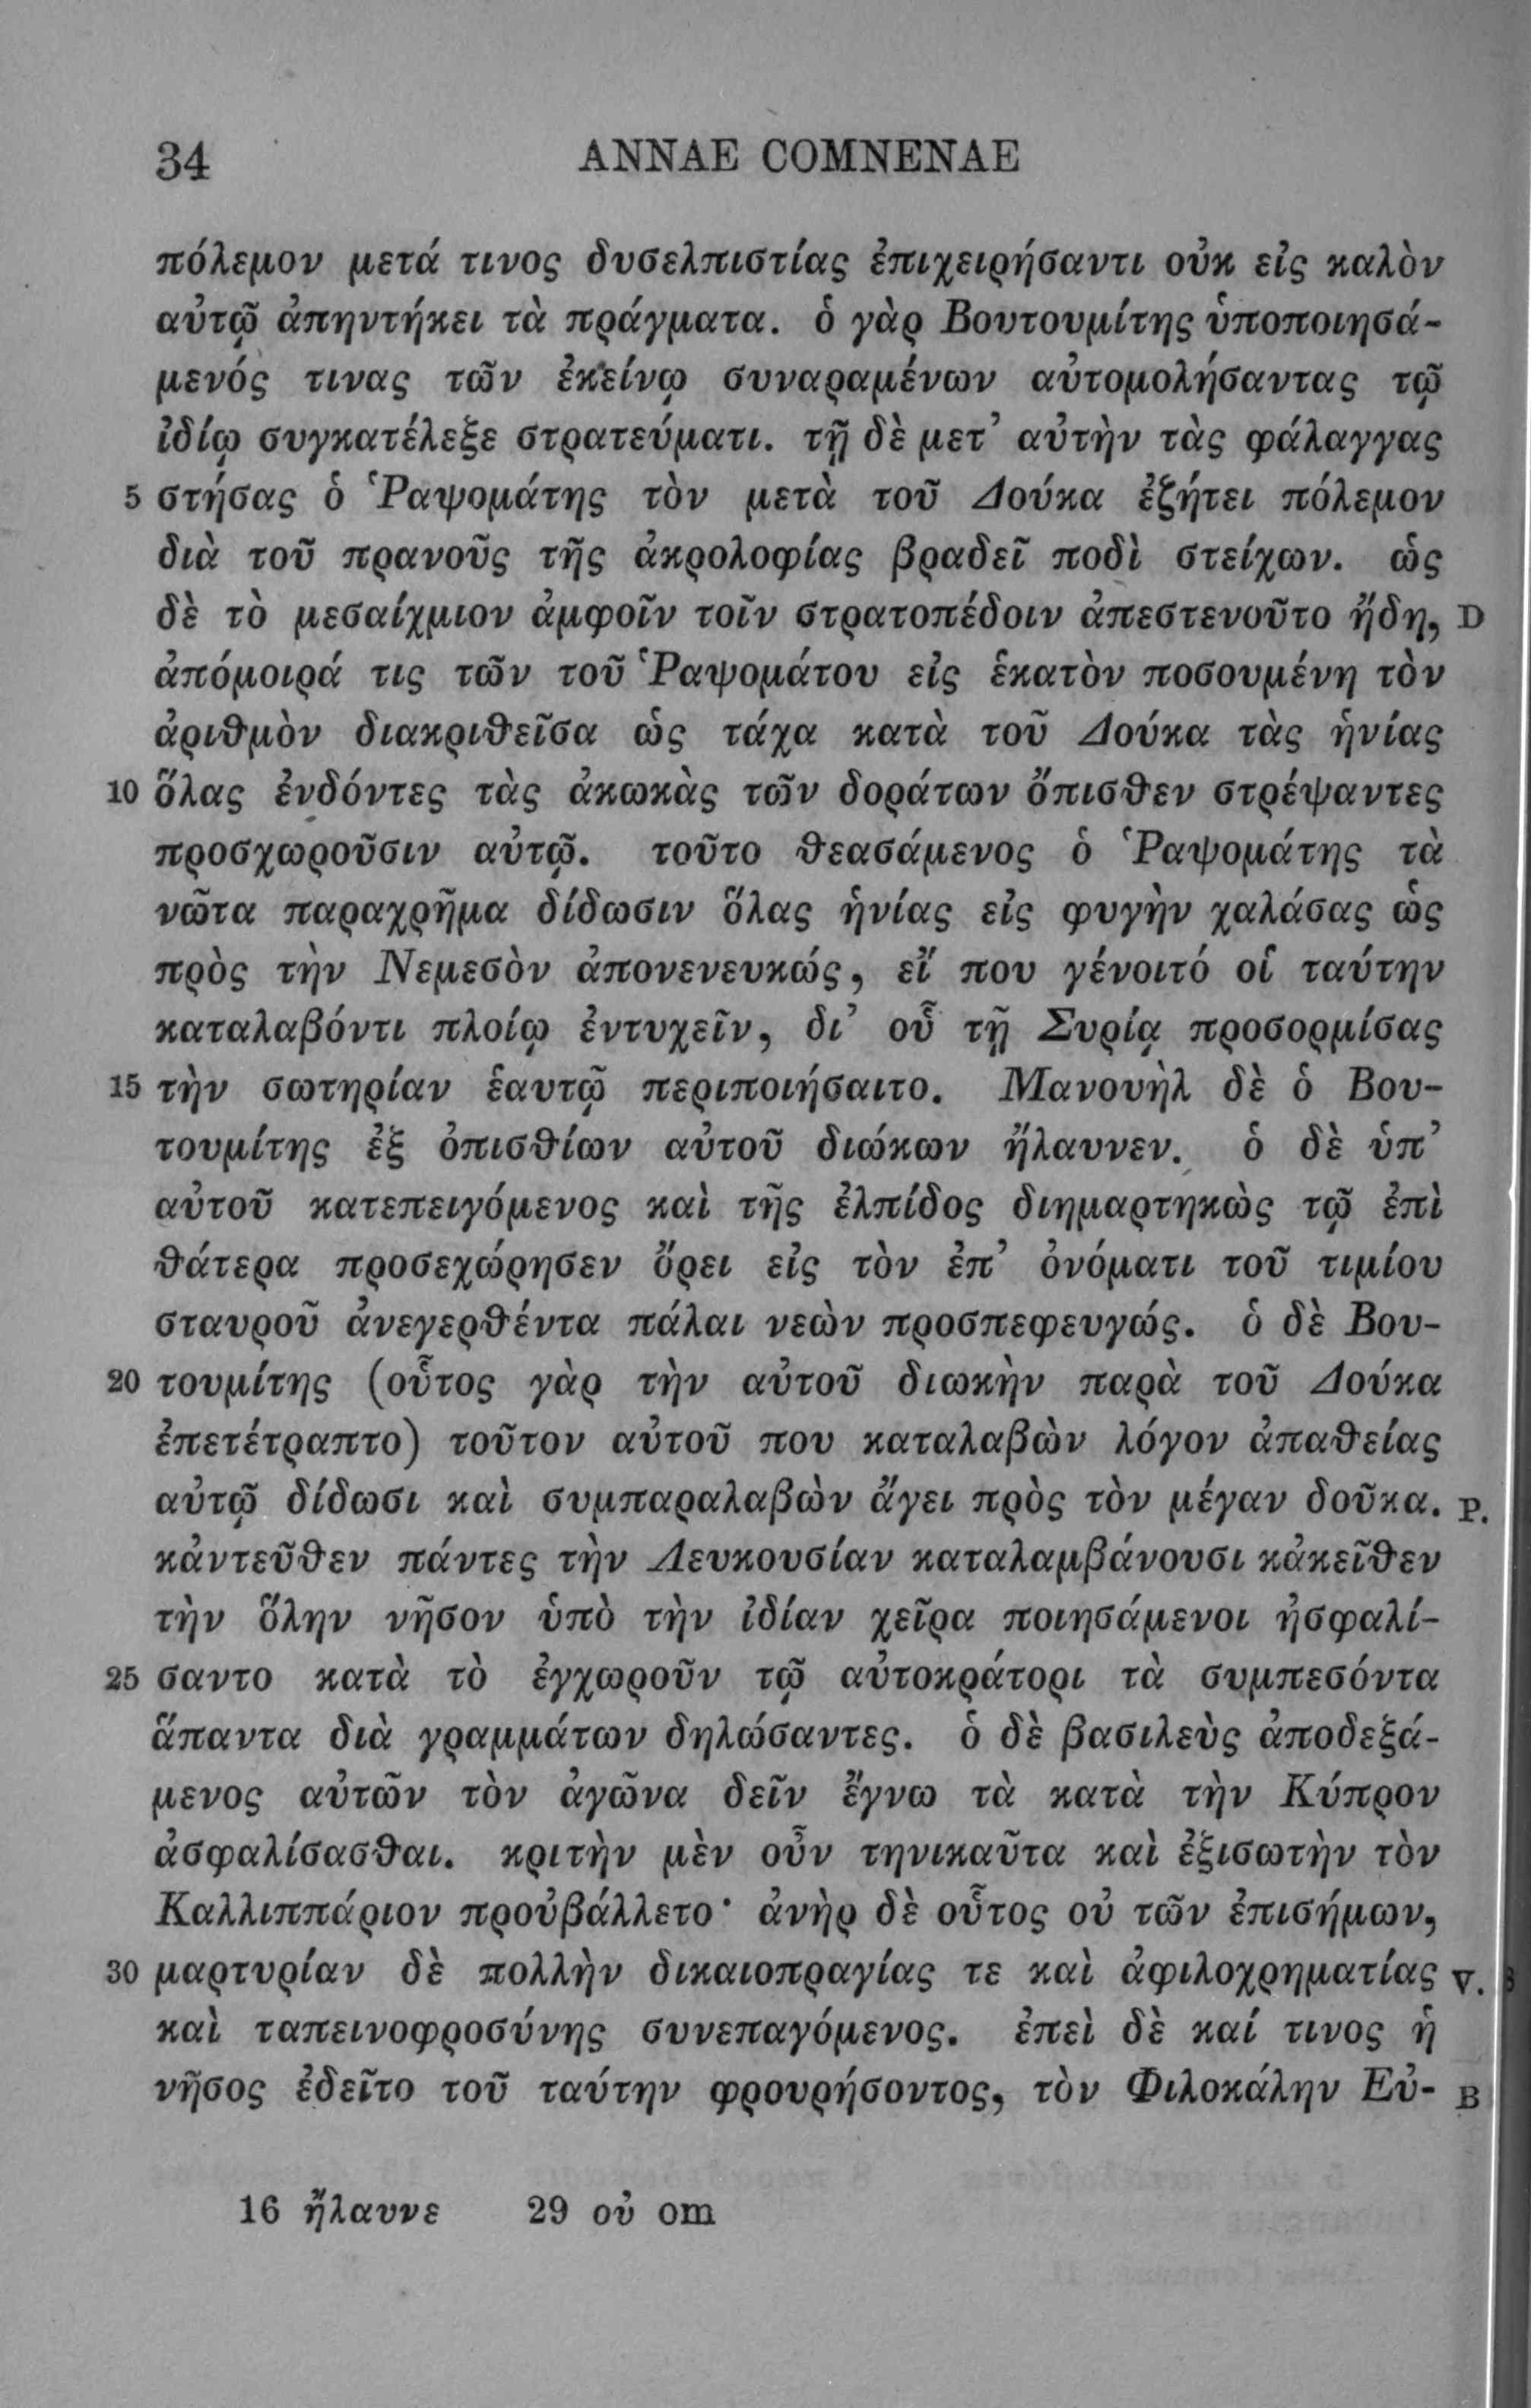 34 ANNAE COMNENAE
πόλεμον μετά τινος δυσελπιστίας ἐπιχειρήσαντι οὐκ εἰς καλὸν
αὐτῷ ἀπηντήκει τὰ πράγματα. ὁ γὰρ Βουτουμίτης ὑποποιησά-
μενός τινας τῶν ἐκείνῳ συναραμένων αὐτομολήσαντας τῷ
ἰδίῳ συγκατέλεξε στρατεύματι. τῇ δὲ μετ’ αὐτὴν τὰς φάλαγγας
5 στήσας ὁ Ῥαψομάτης τὸν μετὰ τοῦ Δούκα ἐζήτει πόλεμον
διὰ τοῦ πρανοῦς τῆς ἀκρολοφίας βραδεῖ ποδὶ στείχων. ὡς
δὲ τὸ μεσαίχμιον ἀμφοῖν τοῖν στρατοπέδοιν ἀπεστενοῦτο ἤδη, D
ἀπόμοιρά τις τῶν τοῦ Ῥαψομάτου εἰς ἑκατὸν ποσουμένη τὸν
ἀριθμὸν διακριθεῖσα ὡς τάχα κατὰ τοῦ Δούκα τὰς ἡνίας
10 ὅλας ἐνδόντες τὰς ἀκωκὰς τῶν δοράτων ὄπισθεν στρέψαντες
προσχωροῦσιν αὐτῷ. τοῦτο θεασάμενος ὁ Ῥαψομάτης τὰ
νῶτα παραχρῆμα δίδωσιν ὅλας ἡνίας εἰς φυγὴν χαλάσας ὡς
πρὸς τὴν Νεμεσὸν ἀπονενευκώς, εἴ που γένοιτό οἱ ταύτην
καταλαβόντι πλοίῳ ἐντυχεῖν, δι’ οὗ τῇ Συρίᾳ προσορμίσας
15 τὴν σωτηρίαν ἑαυτῷ περιποιήσαιτο. Μανουὴλ δὲ ὁ Βου-
τουμίτης ἐξ ὀπισθίων αὐτοῦ διώκων ἤλαυνεν. ὁ δὲ ὑπ’
αὐτοῦ κατεπειγόμενος καὶ τῆς ἐλπίδος διημαρτηκὼς τῷ ἐπὶ
θάτερα προσεχώρησεν ὄρει εἰς τὸν ἐπ’ ὀνόματι τοῦ τιμίου
σταυροῦ ἀνεγερθέντα πάλαι νεὼν προσπεφευγώς. ὁ δὲ Βου-
20 τουμίτης (οὗτος γὰρ τὴν αὐτοῦ διωκὴν παρὰ τοῦ Δούκα
ἐπετέτραπτο) τοῦτον αὐτοῦ που καταλαβὼν λόγον ἀπαθείας
αὐτῷ δίδωσι καὶ συμπαραλαβὼν ἄγει πρὸς τὸν μέγαν δοῦκα. P.
κἀντεῦθεν πάντες τὴν Λευκουσίαν καταλαμβάνουσι κἀκεῖθεν
τὴν ὅλην νῆσον ὑπὸ τὴν ἰδίαν χεῖρα ποιησάμενοι ἠσφαλί-
25 σαντο κατὰ τὸ ἐγχωροῦν τῷ αὐτοκράτορι τὰ συμπεσόντα
ἅπαντα διὰ γραμμάτων δηλώσαντες. ὁ δὲ βασιλεὺς ἀποδεξά-
μενος αὐτῶν τὸν ἀγῶνα δεῖν ἔγνω τὰ κατὰ τὴν Κύπρον
ἀσφαλίσασθαι. κριτὴν μὲν οὖν τηνικαῦτα καὶ ἐξισωτὴν τὸν
Καλλιππάριον προὐβάλλετο· ἀνὴρ δὲ οὗτος οὐ τῶν ἐπισήμων,
30 μαρτυρίαν δὲ πολλὴν δικαιοπραγίας τε καὶ ἀφιλοχρηματίας V.
καὶ ταπεινοφροσύνης συνεπαγόμενος. ἐπεὶ δὲ καί τινος ἡ
νῆσος ἐδεῖτο τοῦ ταύτην φρουρήσοντος, τὸν Φιλοκάλην Εὐ- B
16 ἤλαυνε 29 οὐ om